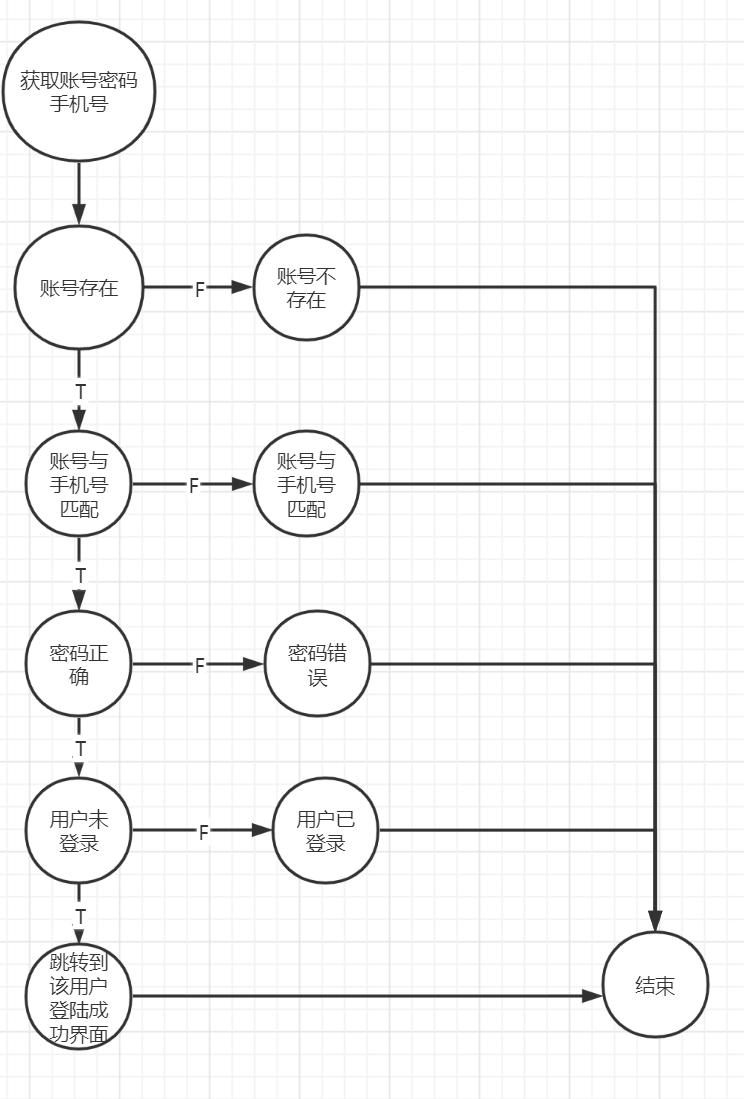 获取账号密码
手机号
账号存在
F
账号不
存在
T
账号与
手机号
匹配
F
账号与
手机号
匹配
T
密码正
确
F
密码错
误
T
用户未
登录
F
用户已
登录
T
跳转到
该用户
登陆成
功界面
结束